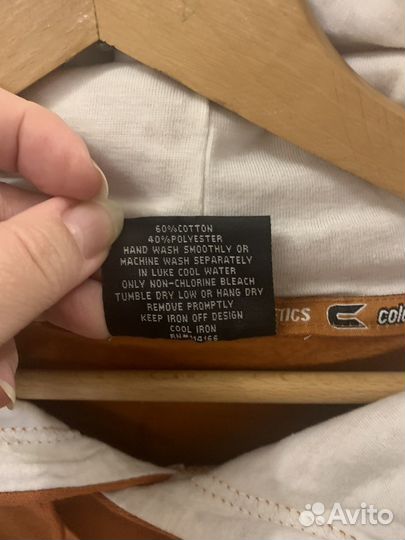 60%COTTON
40%POLYESTER
HAND WASH SMOOTHLY OR
MACHINE WASH SEPARATELY
IN LUKE COOL WATER
ONLY NON-CHLORINE BLEACH
TUMBLE DRY LOW OR HANG DRY
REMOVE PROMPTLY
KEEP IRON OFF DESIGN
COOL IRON
TICS C colo
Avito